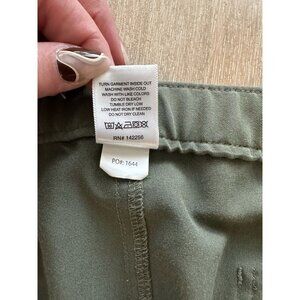 TURN GARMENT INSIDE OUT
MACHINE WASH COLD
WASH WITH LIKE COLORS
DO NOT BLEACH
TUMBLE DRY LOW
LOW HEAT IRON IF NEEDED
DO NOT DRY CLEAN
RN# 142256
PO#: 1644